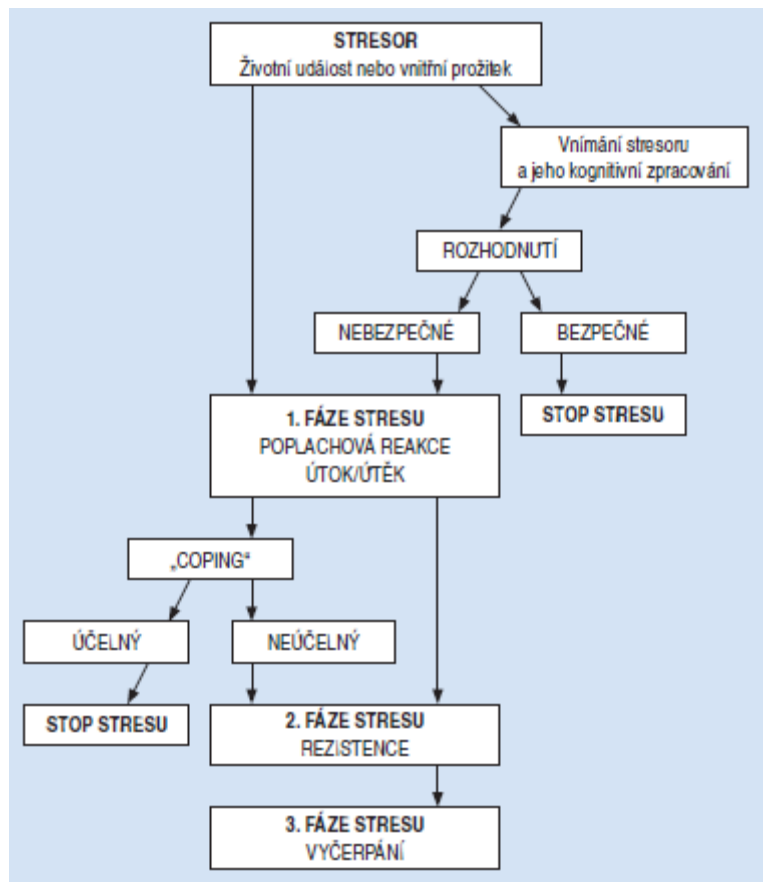 STRESOR
Životní událost nebo vnitřní prožitek
Vnímání stresoru
a jeho kognitivní zpracování
ROZHODNUTÍ
NEBEZPEČNÉ
BEZPEČNÉ
1. FÁZE STRESU
POPLACHOVÁ REAKCE
ÚTOK/ÚTĚK
STOP STRESU
„COPING“
ÚČELNÝ
NEÚČELNÝ
STOP STRESU
2. FÁZE STRESU
REZISTENCE
3. FÁZE STRESU
VYČERPÁNÍ